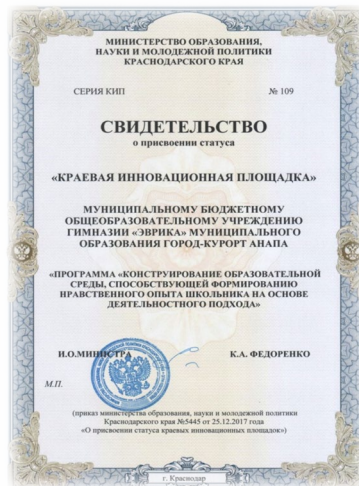 МИНИСТЕРСТВО ОБРАЗОВАНИЯ,
НАУКИ И МОЛОДЕЖНОЙ ПОЛИТИКИ
КРАСНОДАРСКОГО КРАЯ
СЕРИЯ КИП № 109
СВИДЕТЕЛЬСТВО
о присвоении статуса
«КРАЕВАЯ ИННОВАЦИОННАЯ ПЛОЩАДКА»
МУНИЦИПАЛЬНОМУ БЮДЖЕТНОМУ
ОБЩЕОБРАЗОВАТЕЛЬНОМУ УЧРЕЖДЕНИЮ
ГИМНАЗИИ «ЭВРИКА» МУНИЦИПАЛЬНОГО
ОБРАЗОВАНИЯ ГОРОД-КУРОРТ АНАПА
«ПРОГРАММА «КОНСТРУИРОВАНИЕ ОБРАЗОВАТЕЛЬНОЙ
СРЕДЫ, СПОСОБСТВУЮЩЕЙ ФОРМИРОВАНИЮ
НРАВСТВЕННОГО ОПЫТА ШКОЛЬНИКА НА ОСНОВЕ
ДЕЯТЕЛЬНОСТНОГО ПОДХОДА»
И.О.МИНИСТРА К.А. ФЕДОРЕНКО
М.П.
(приказ министерства образования, науки и молодежной политики
Краснодарского края №5445 от 25.12.2017 года
«О присвоении статуса краевых инновационных площадок»)
г. Краснодар